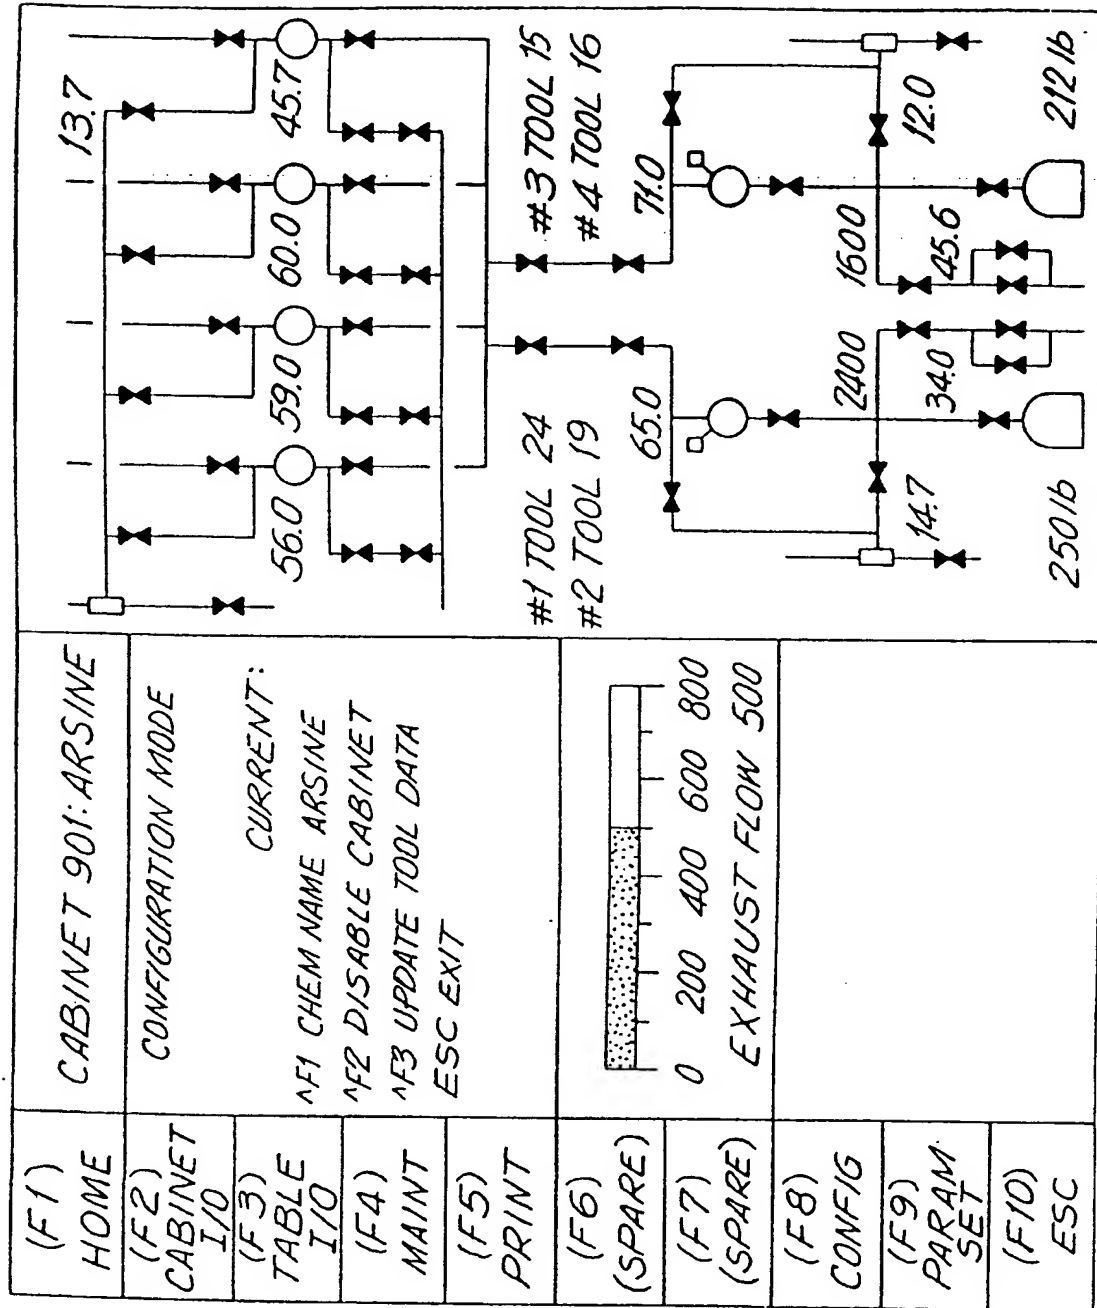 (F1)
HOME
(F2)
CABINET
I/O
(F3)
TABLE
I/O
(F4)
MAINT
(F5)
PRINT
(F6)
(SPARE)
(F7)
(SPARE)
(F8)
CONFIG
(F9)
PARAM
SET
(F10)
ESC
CABINET 901: ARSINE
CONFIGURATION MODE
CURRENT:
^F1 CHEM NAME ARSINE
^F2 DISABLE CABINET
^F3 UPDATE TOOL DATA
ESC EXIT
0 200 400 600 800
EXHAUST FLOW 500
13.7
56.0 59.0 60.0 45.7
#1 TOOL 24 #3 TOOL 15
#2 TOOL 19 #4 TOOL 16
65.0 71.0
2400 1600
14.7 34.0 45.6 12.0
250 lb 212 lb